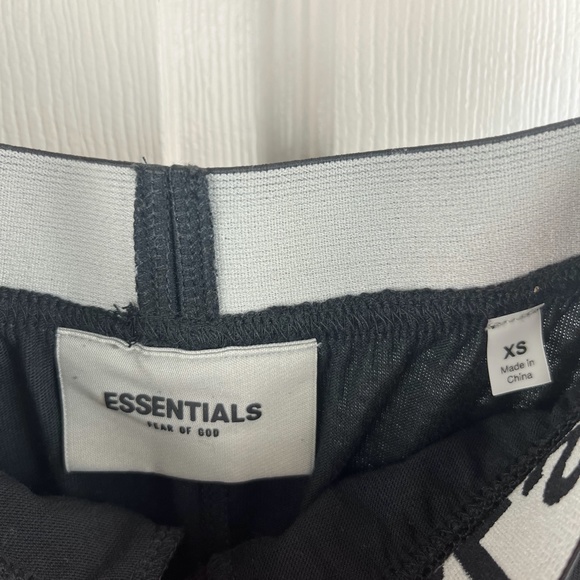 ESSENTIALS
FEAR OF GOD
XS
Made in
China